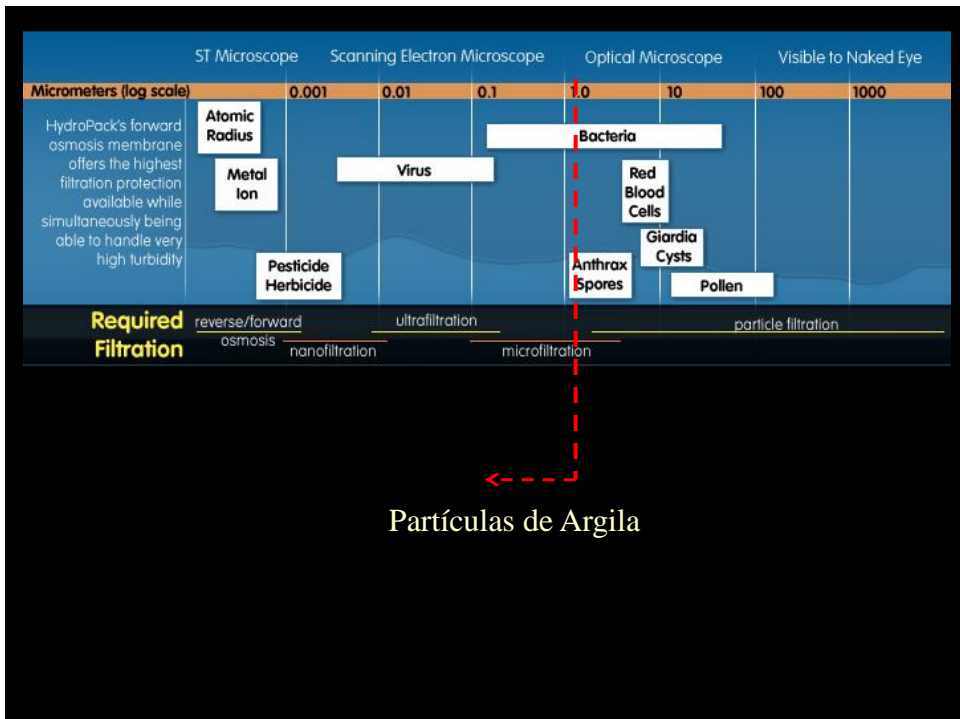 ST Microscope Scanning Electron Microscope Optical Microscope Visible to Naked Eye
Micrometers (log scale) 0.001 0.01 0.1 1.0 10 100 1000
HydroPack's forward
osmosis membrane
offers the highest
filtration protection
available while
simultaneously being
able to handle very
high turbidity
Atomic
Radius
Metal
Ion
Pesticide
Herbicide
Virus
Bacteria
Red
Blood
Cells
Giardia
Cysts
Anthrax
Spores
Pollen
Required
Filtration
reverse/forward
osmosis
nanofiltration
ultrafiltration
microfiltration
particle filtration
Partículas de Argila